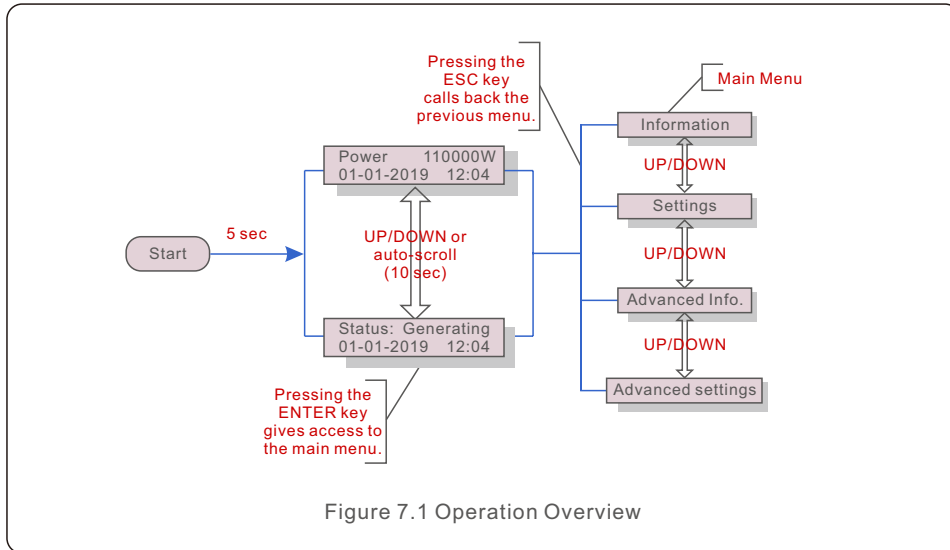 Pressing the
ESC key
calls back the
previous menu.
Main Menu
Information
UP/DOWN
Settings
UP/DOWN
Advanced Info.
UP/DOWN
Advanced settings
Power 110000W
01-01-2019 12:04
Start
5 sec
UP/DOWN or
auto-scroll
(10 sec)
Status: Generating
01-01-2019 12:04
Pressing the
ENTER key
gives access to
the main menu.
Figure 7.1 Operation Overview